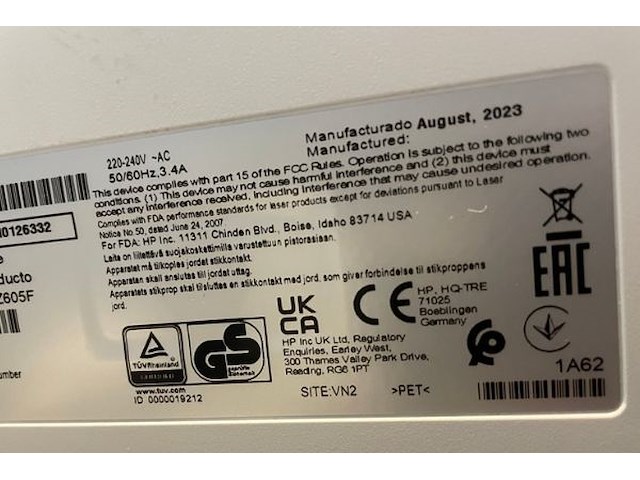 220-240V ~AC
50/60Hz, 3.4A
Manufacturado August, 2023
Manufactured:
This device complies with part 15 of the FCC Rules. Operation is subject to the following two
conditions. (1) This device may not cause harmful interference and (2) this device must
accept any interference received, including interference that may cause undesired operation.
Complies with FDA performance standards for laser products except for deviations pursuant to Laser
Notice No.50, dated June 24, 2007
For FDA: HP Inc. 11311 Chinden Blvd., Boise, Idaho 83714 USA
Laite on liitettävä suojakoskettimilla varustettuun pistorasiaan.
Apparatet må tilkoples jordet stikkontakt.
Apparaten skall anslutas till jordat uttag.
Apparatets stikprop skal tilsluttes en stikkontakt med jord, som giver forbindelse til stikproppens
jord.
0126332
e
oducto
Z605F
umber
TÜVRheinland
CERTIFIED
www.tuv.com
ID 0000019212
GS
geprüfte
Sicherheit
UK
CA
CE
HP, HQ-TRE
71025
Boeblingen
Germany
HP Inc UK Ltd, Regulatory
Enquiries, Earley West,
300 Thames Valley Park Drive,
Reading, RG6 1PT
SITE:VN2
>PET<
EAC
1A62